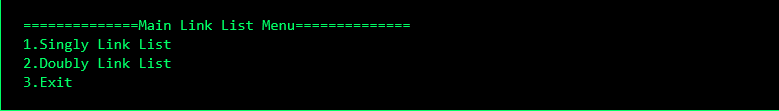 ==============Main Link List Menu==============
1.Singly Link List
2.Doubly Link List
3.Exit